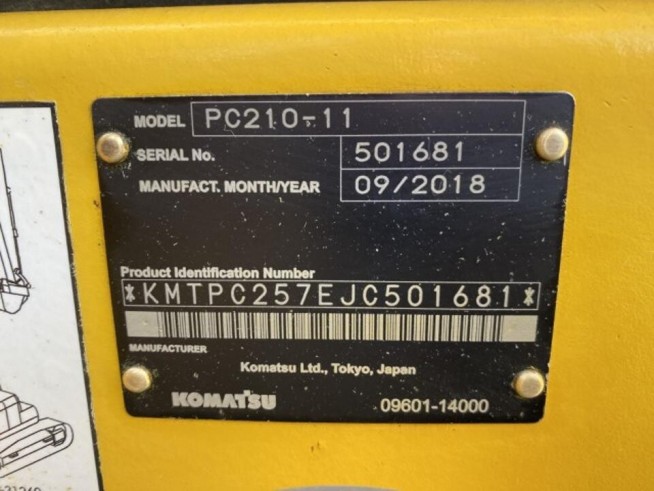 MODEL PC210-11
SERIAL No. 501681
MANUFACT. MONTH/YEAR 09/2018
Product Identification Number
*KMTPC257EJC501681*
MANUFACTURER
Komatsu Ltd., Tokyo, Japan
KOMATSU 09601-14000